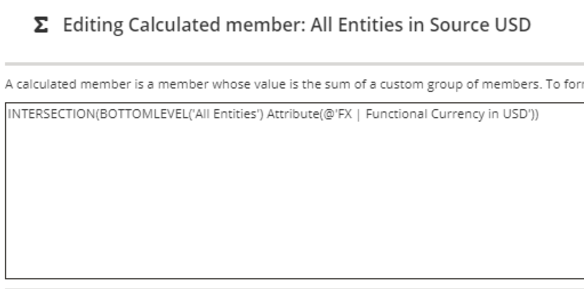 Σ Editing Calculated member: All Entities in Source USD
A calculated member is a member whose value is the sum of a custom group of members. To for
INTERSECTION(BOTTOMLEVEL('All Entities') Attribute(@'FX | Functional Currency in USD'))